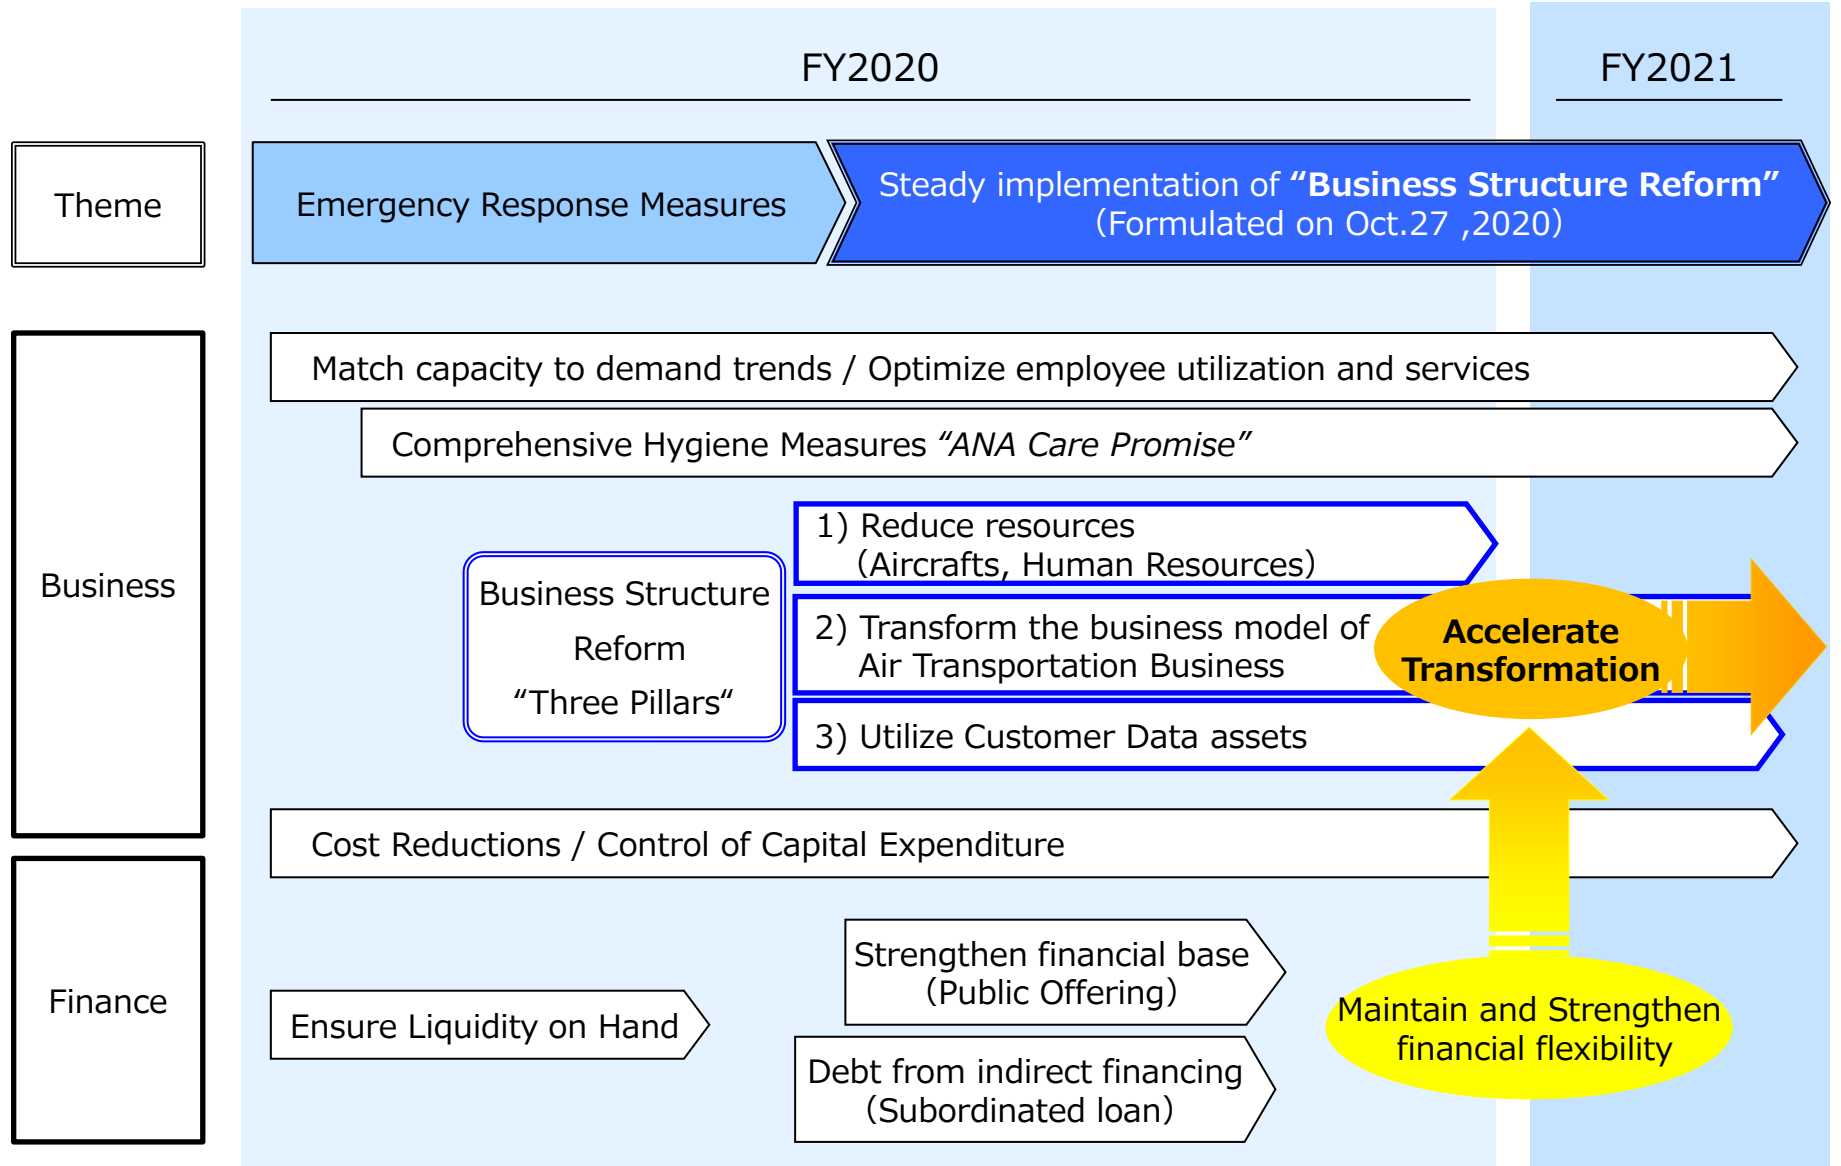 FY2020
FY2021
Theme
Emergency Response Measures
Steady implementation of “Business Structure Reform”
（Formulated on Oct.27 ,2020）
Business
Match capacity to demand trends / Optimize employee utilization and services
Comprehensive Hygiene Measures “ANA Care Promise”
Business Structure
Reform
“Three Pillars“
1) Reduce resources
（Aircrafts, Human Resources）
2) Transform the business model of
Air Transportation Business
3) Utilize Customer Data assets
Accelerate
Transformation
Cost Reductions / Control of Capital Expenditure
Finance
Ensure Liquidity on Hand
Strengthen financial base
（Public Offering）
Debt from indirect financing
（Subordinated loan）
Maintain and Strengthen
financial flexibility